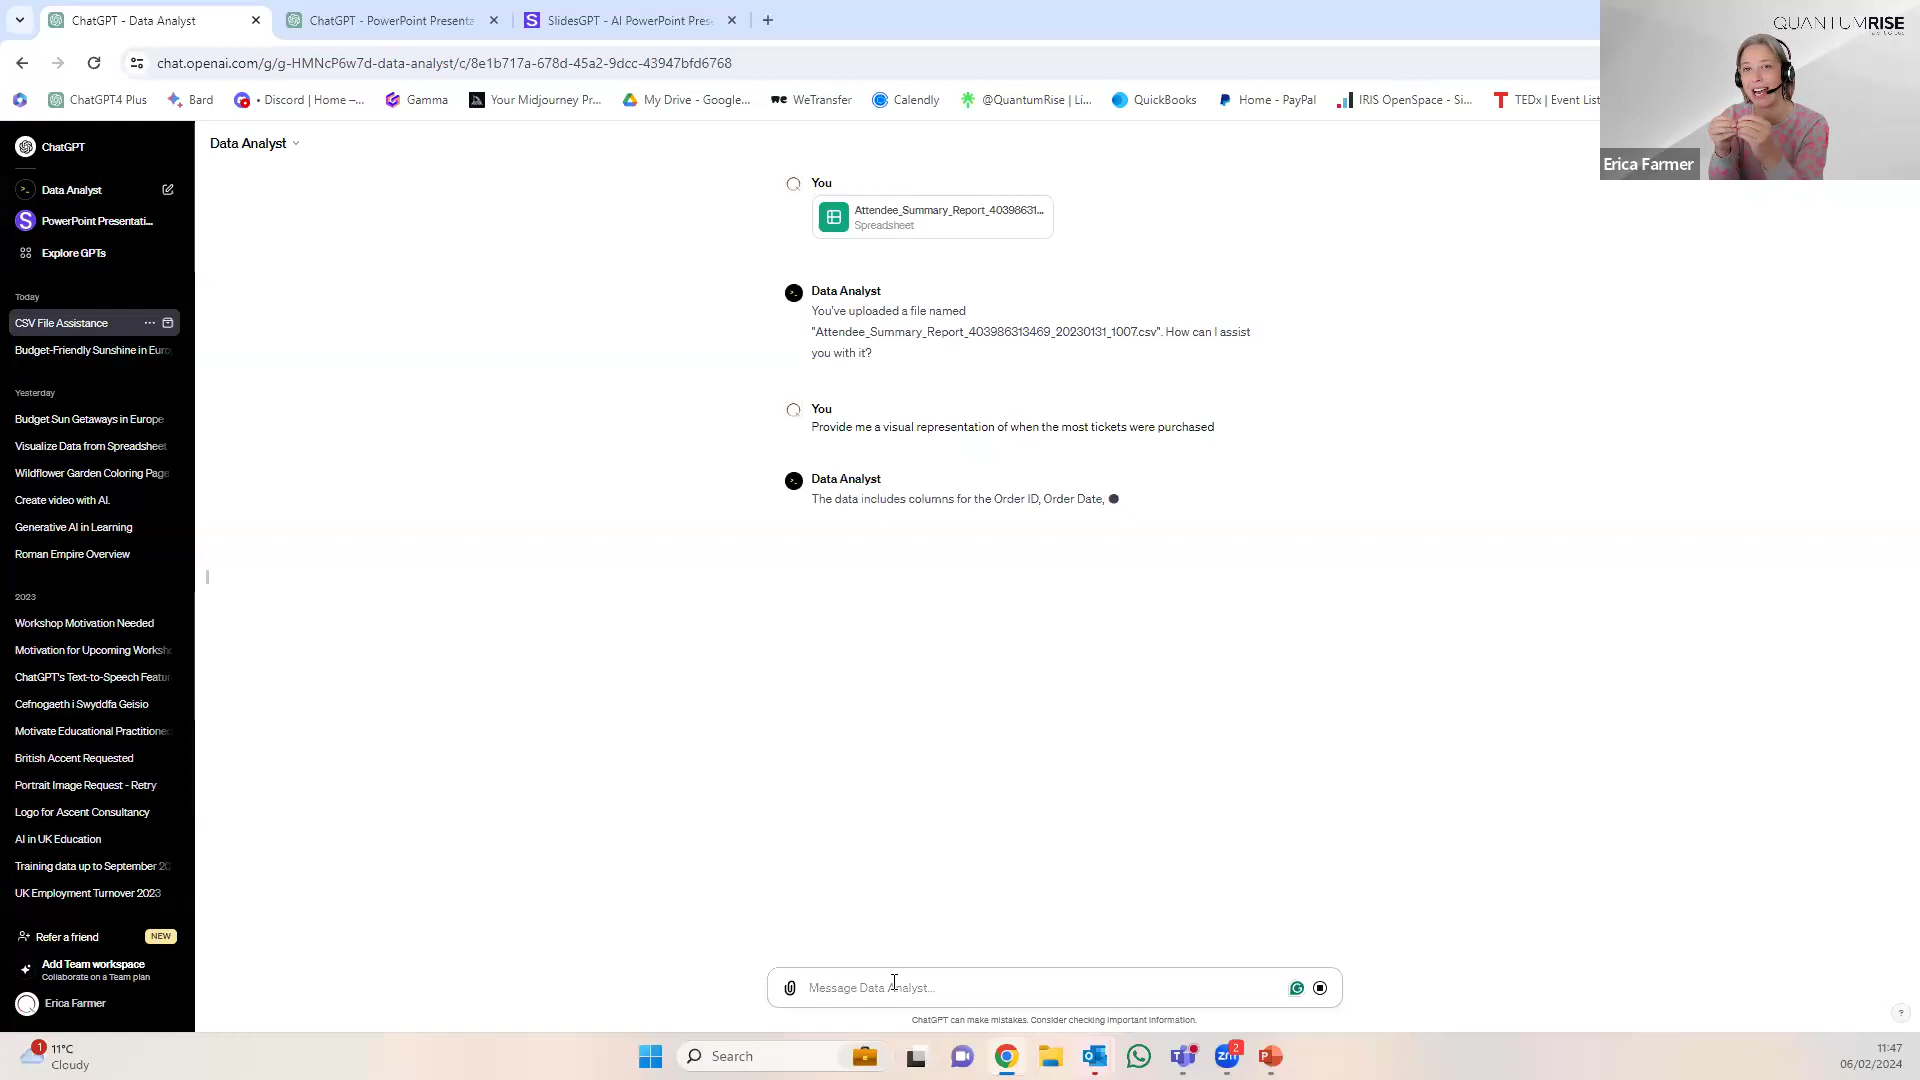 ChatGPT - Data Analyst
ChatGPT - PowerPoint Presenta
SlidesGPT - AI PowerPoint Pres
chat.openai.com/g/g-HMNcP6w7d-data-analyst/c/8e1b717a-678d-45a2-9dcc-43947bfd6768
ChatGPT4 Plus
Bard
• Discord | Home –...
Gamma
Your Midjourney Pr...
My Drive - Google...
WeTransfer
Calendly
@QuantumRise | Li...
QuickBooks
Home - PayPal
IRIS OpenSpace - Si...
TEDx | Event List
QUANTUMRISE
Erica Farmer
ChatGPT
Data Analyst
PowerPoint Presentati...
Explore GPTs
Today
CSV File Assistance
Budget-Friendly Sunshine in Euro
Yesterday
Budget Sun Getaways in Europe
Visualize Data from Spreadsheet
Wildflower Garden Coloring Page
Create video with AI.
Generative AI in Learning
Roman Empire Overview
2023
Workshop Motivation Needed
Motivation for Upcoming Worksho
ChatGPT's Text-to-Speech Featur
Cefnogaeth i Swyddfa Geisio
Motivate Educational Practitione
British Accent Requested
Portrait Image Request - Retry
Logo for Ascent Consultancy
AI in UK Education
Training data up to September 20
UK Employment Turnover 2023
Refer a friend
NEW
Add Team workspace
Collaborate on a Team plan
Erica Farmer
Data Analyst
You
Attendee_Summary_Report_40398631...
Spreadsheet
Data Analyst
You've uploaded a file named
"Attendee_Summary_Report_403986313469_20230131_1007.csv". How can I assist
you with it?
You
Provide me a visual representation of when the most tickets were purchased
Data Analyst
The data includes columns for the Order ID, Order Date,
Message Data Analyst...
ChatGPT can make mistakes. Consider checking important information.
?
1
11°C
Cloudy
Search
zm
2
11:47
06/02/2024